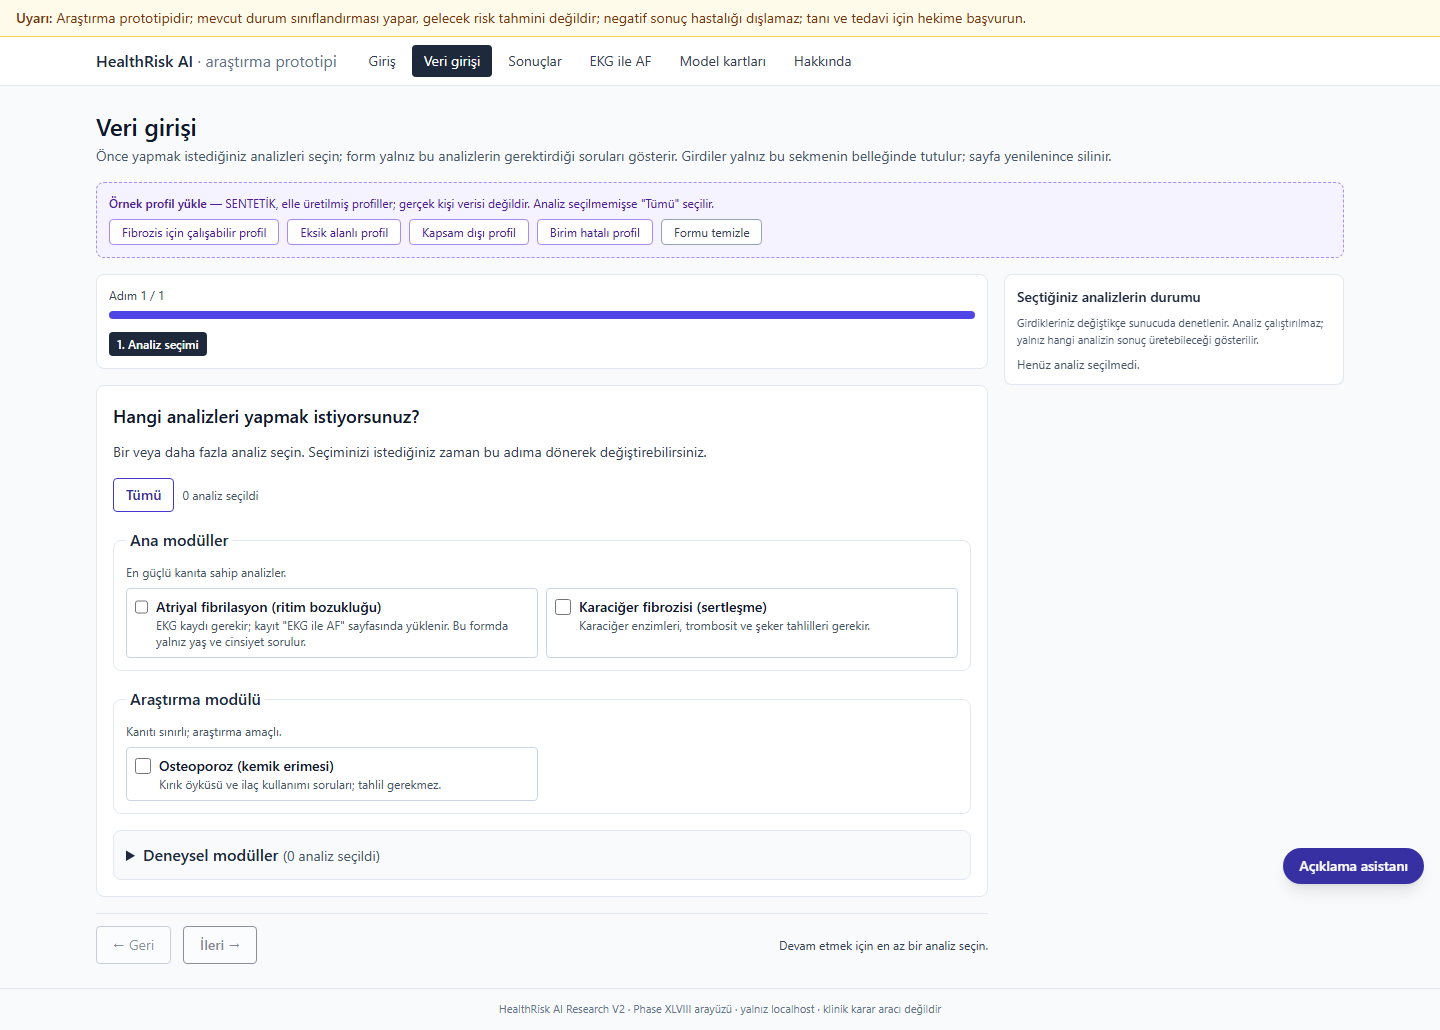 Uyarı: Araştırma prototipidir; mevcut durum sınıflandırması yapar, gelecek risk tahmini değildir; negatif sonuç hastalığı dışlamaz; tanı ve tedavi için hekime başvurun.
HealthRisk AI · araştırma prototipi
Giriş
Veri girişi
Sonuçlar
EKG ile AF
Model kartları
Hakkında
Veri girişi
Önce yapmak istediğiniz analizleri seçin; form yalnız bu analizlerin gerektirdiği soruları gösterir. Girdiler yalnız bu sekmenin belleğinde tutulur; sayfa yenilenince silinir.
Örnek profil yükle — SENTETİK, elle üretilmiş profiller; gerçek kişi verisi değildir. Analiz seçilmemişse "Tümü" seçilir.
Fibrozis için çalışabilir profil
Eksik alanlı profil
Kapsam dışı profil
Birim hatalı profil
Formu temizle
Adım 1 / 1
1. Analiz seçimi
Seçtiğiniz analizlerin durumu
Girdikleriniz değiştikçe sunucuda denetlenir. Analiz çalıştırılmaz;
yalnız hangi analizin sonuç üretebileceği gösterilir.
Henüz analiz seçilmedi.
Hangi analizleri yapmak istiyorsunuz?
Bir veya daha fazla analiz seçin. Seçiminizi istediğiniz zaman bu adıma dönerek değiştirebilirsiniz.
Tümü
0 analiz seçildi
Ana modüller
En güçlü kanıta sahip analizler.
Atriyal fibrilasyon (ritim bozukluğu)
EKG kaydı gerekir; kayıt "EKG ile AF" sayfasında yüklenir. Bu formda
yalnız yaş ve cinsiyet sorulur.
Karaciğer fibrozisi (sertleşme)
Karaciğer enzimleri, trombosit ve şeker tahlilleri gerekir.
Araştırma modülü
Kanıtı sınırlı; araştırma amaçlı.
Osteoporoz (kemik erimesi)
Kırık öyküsü ve ilaç kullanımı soruları; tahlil gerekmez.
Deneysel modüller (0 analiz seçildi)
Açıklama asistanı
← Geri
İleri →
Devam etmek için en az bir analiz seçin.
HealthRisk AI Research V2 · Phase XLVIII arayüzü · yalnız localhost · klinik karar aracı değildir